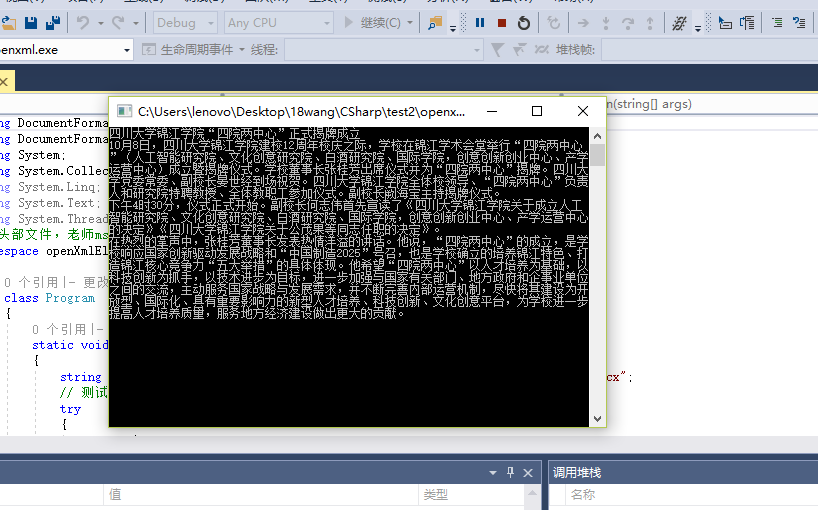 Debug
Any CPU
继续(C)
penxml.exe
生命周期事件
线程:
堆栈帧:
C:\Users\lenovo\Desktop\18wang\CSharp\test2\openx...
n(string[] args)
ng DocumentForma
ng DocumentForma
ng System;
ng System.Collec
ng System.Linq;
ng System.Text;
ng System.Thread
头部文件，老师ms
espace openXmlEl
0 个引用|- 更改
class Program
{
0 个引用|-
static void
{
string
cx";
// 测试
try
{
四川大学锦江学院“四院两中心”正式揭牌成立
10月8日，四川大学锦江学院建校12周年校庆之际，学校在锦江学术会堂举行“四院两中心
”（人工智能研究院、文化创意研究院、白酒研究院、国际学院，创意创新创业中心、产学
运营中心）成立暨揭牌仪式。学校董事长张桂芳出席仪式并为“四院两中心”揭牌。四川大
学党委常委、副校长晏世经到场祝贺。四川大学锦江学院全体校领导、“四院两中心”负责
人和研究院特聘教授、全体教职工参加仪式。副校长阚海宝主持揭牌仪式。
下午4时30分，仪式正式开始。副校长何志伟首先宣读了《四川大学锦江学院关于成立人工
智能研究院、文化创意研究院、白酒研究院、国际学院，创意创新创业中心、产学运营中心
的决定》《四川大学锦江学院关于公茂果等同志任职的决定》。
在热烈的掌声中，张桂芳董事长发表热情洋溢的讲话。他说，“四院两中心”的成立，是学
校响应国家创新驱动发展战略和“中国制造2025”号召，也是学校确立的培养锦江特色、打
造锦江核心竞争力“五大举措”的具体体现。他希望“四院两中心”以人才培养为基础，以
科技创新为抓手，以学术进步为目标，进一步加强与国家有关部门、地方政府和企事业单位
之间的交流，主动服务国家战略与发展需求，并不断完善内部运营机制，尽快将其建设为开
放型、国际化、具有重要影响力的新型人才培养、科技创新、文化创意平台，为学校进一步
提高人才培养质量，服务地方经济建设做出更大的贡献。
值
类型
调用堆栈
名称